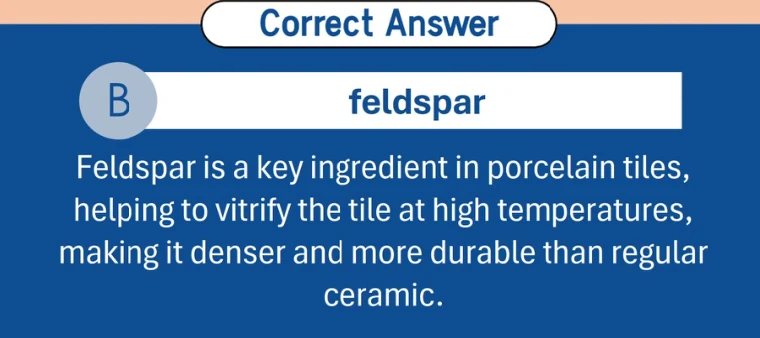 Correct Answer
B
feldspar
Feldspar is a key ingredient in porcelain tiles,
helping to vitrify the tile at high temperatures,
making it denser and more durable than regular
ceramic.